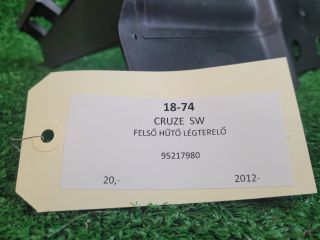 18-74
CRUZE SW
FELSŐ HŰTŐ LÉGTERELŐ
95217980
20,- 2012-